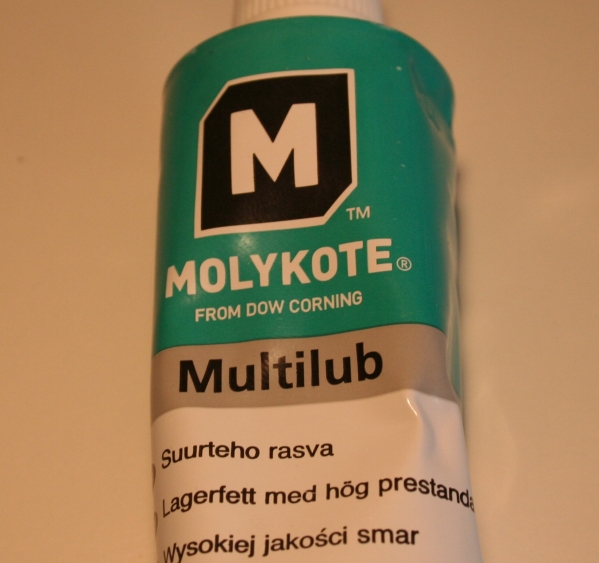 M
TM
MOLYKOTE®
FROM DOW CORNING
Multilub
Suurteho rasva
Lagerfett med hög prestanda
Wysokiej jakości smar